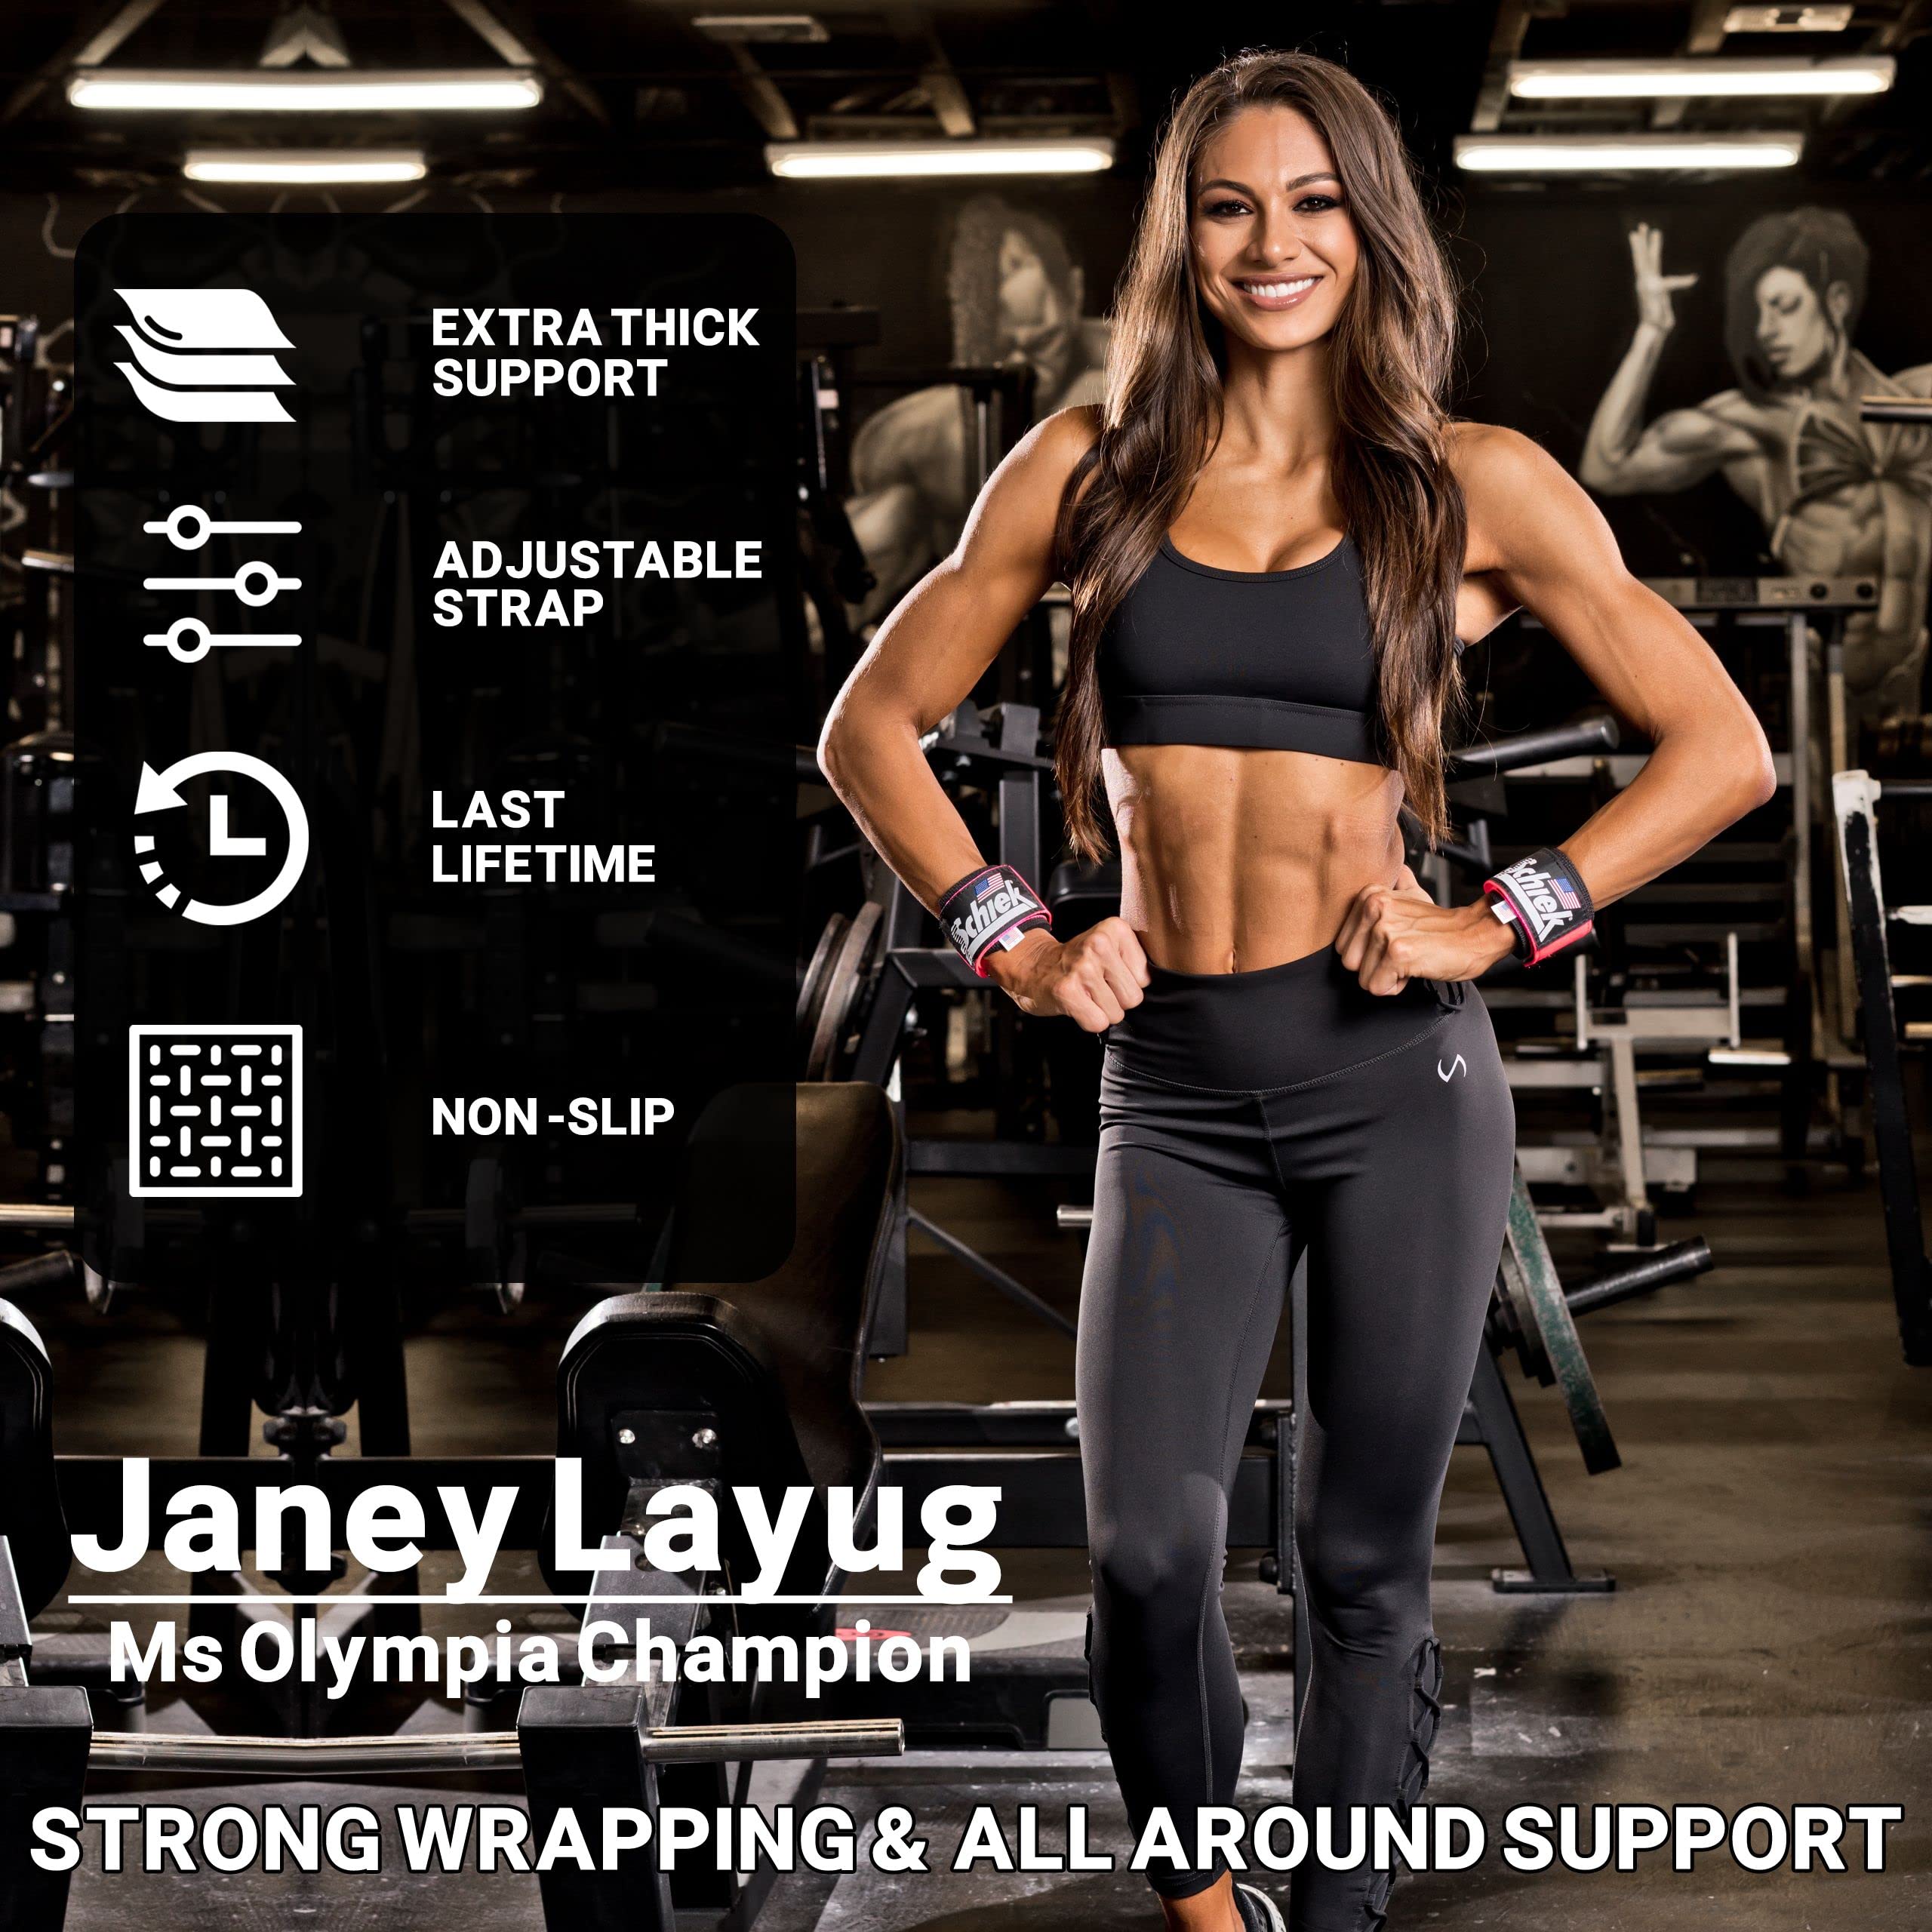 EXTRA THICK
SUPPORT
ADJUSTABLE
STRAP
LAST
LIFETIME
NON-SLIP
Schiek
Schiek
Janey Layug
Ms Olympia Champion
STRONG WRAPPING & ALL AROUND SUPPORT